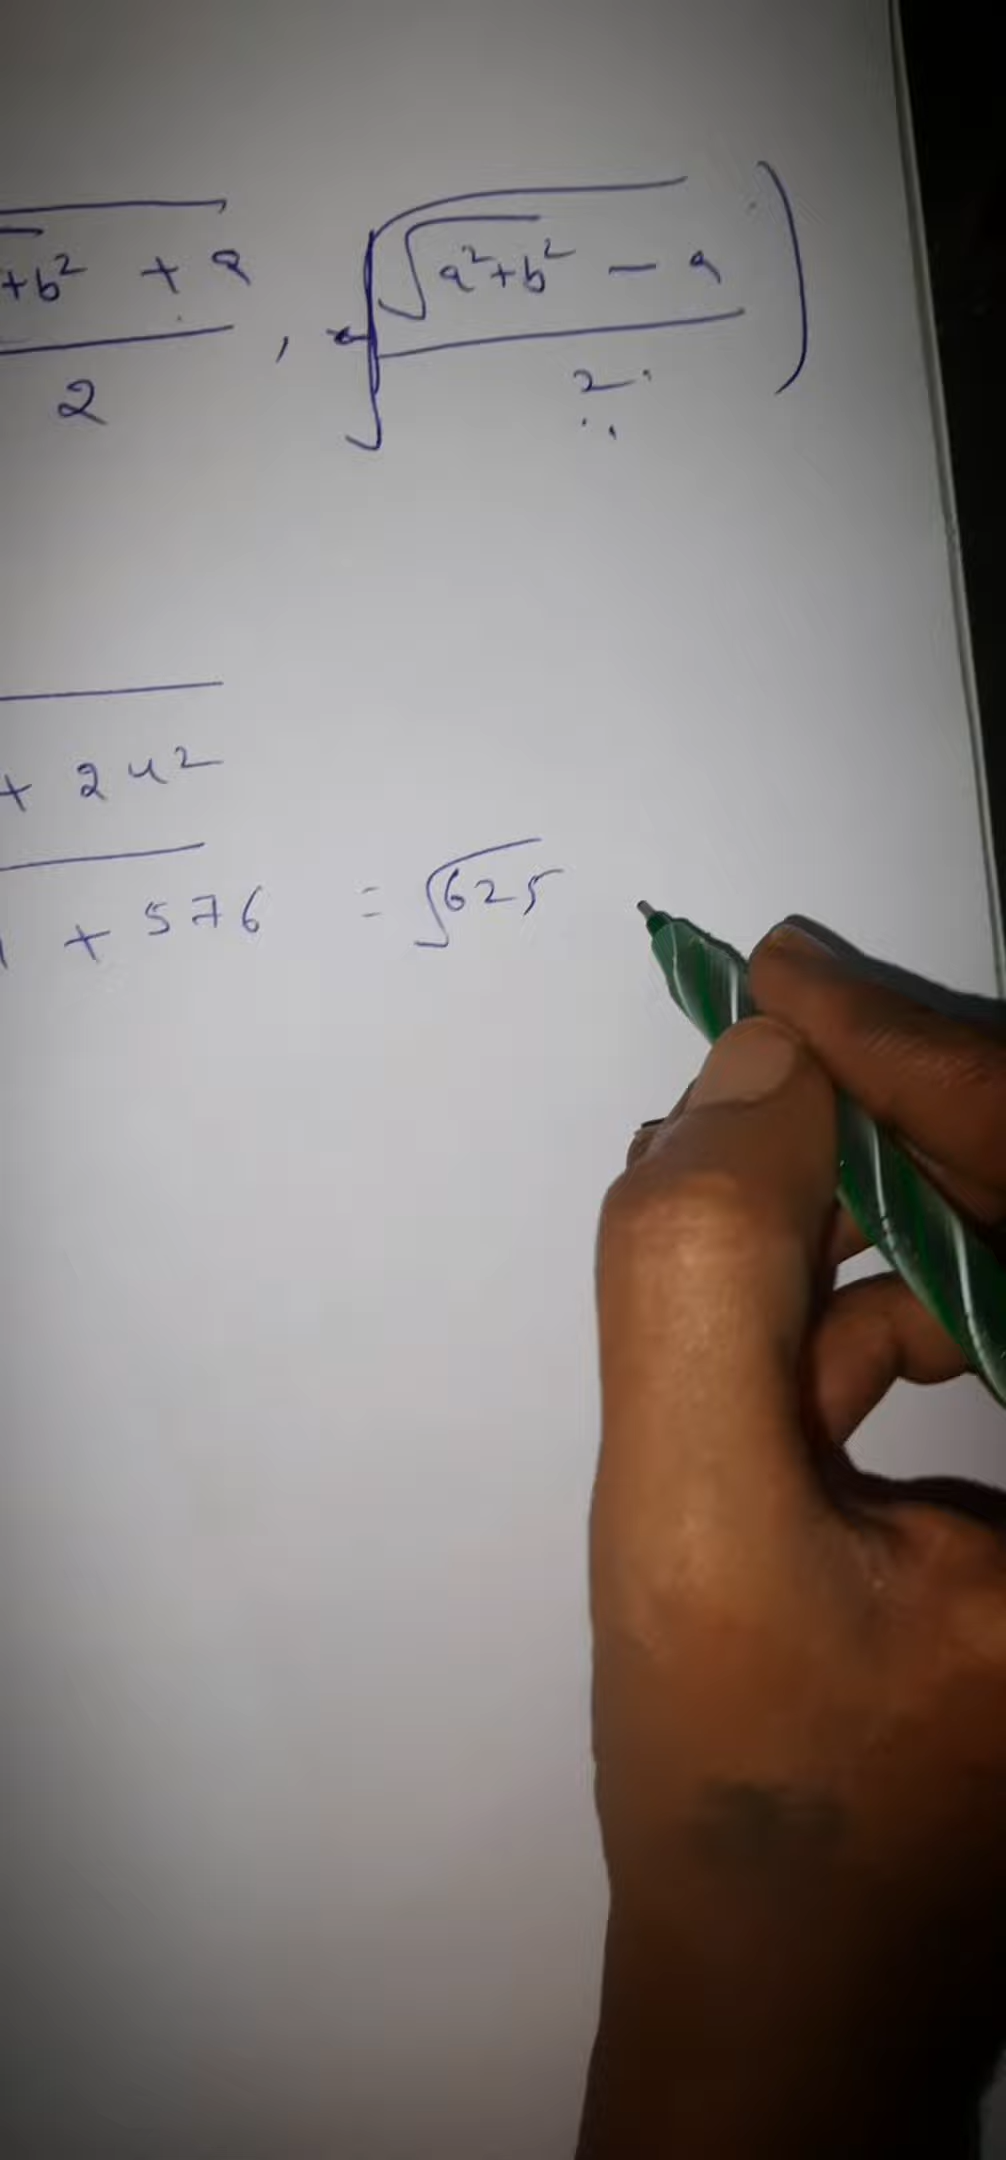 +b² + a / 2 , √((√(a²+b²) − a) / 2) )
+ 24²
+ 576 = √625